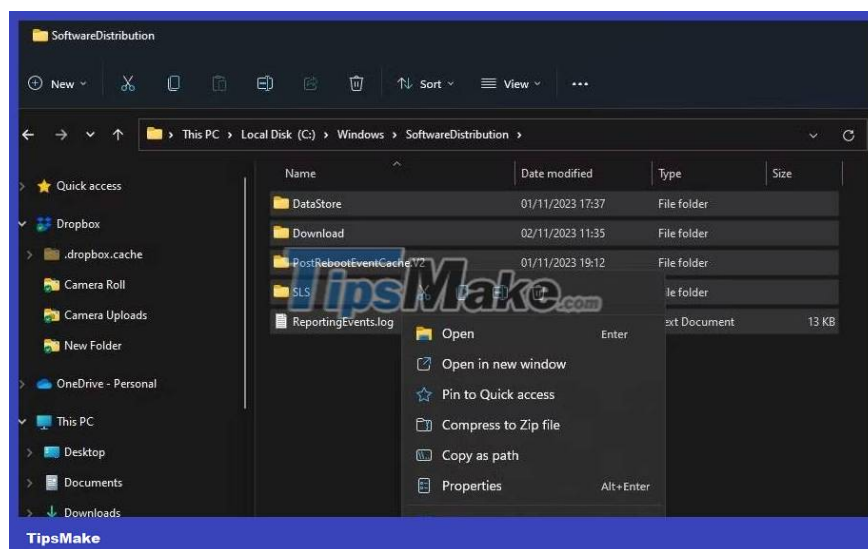 SoftwareDistribution
New
Sort
View
This PC > Local Disk (C:) > Windows > SoftwareDistribution >
Name Date modified Type Size
Quick access
Dropbox
.dropbox.cache
Camera Roll
Camera Uploads
New Folder
OneDrive - Personal
This PC
Desktop
Documents
Downloads
DataStore 01/11/2023 17:37 File folder
Download 02/11/2023 11:35 File folder
PostRebootEventCache.V2 01/11/2023 19:12 File folder
SLS ile folder
ReportingEvents.log ext Document 13 KB
TipsMake.com
Open Enter
Open in new window
Pin to Quick access
Compress to Zip file
Copy as path
Properties Alt+Enter
TipsMake